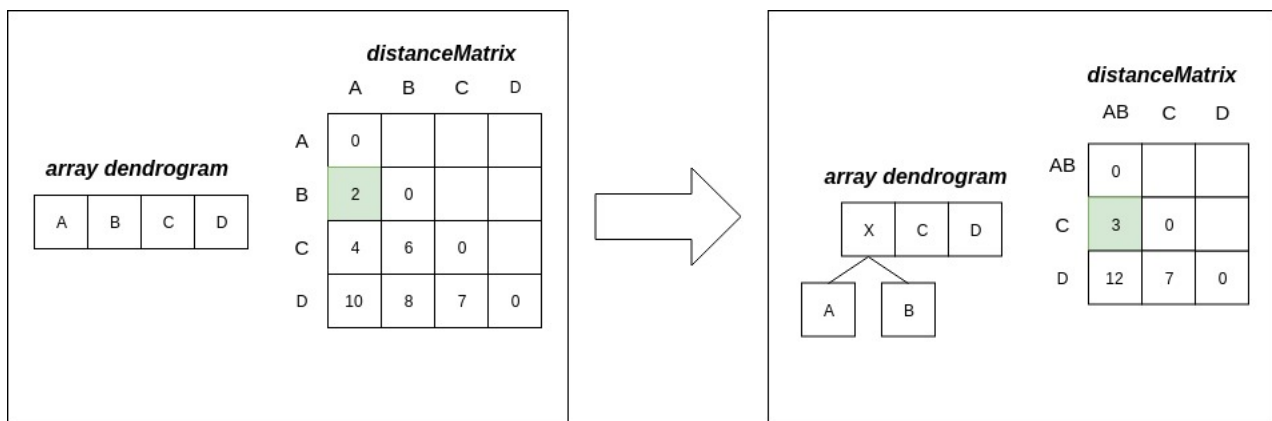 distanceMatrix
A B C D
A 0
array dendrogram
B 2 0
A B C D
C 4 6 0
D 10 8 7 0
distanceMatrix
AB C D
AB 0
array dendrogram
C 3 0
X C D
D 12 7 0
A B